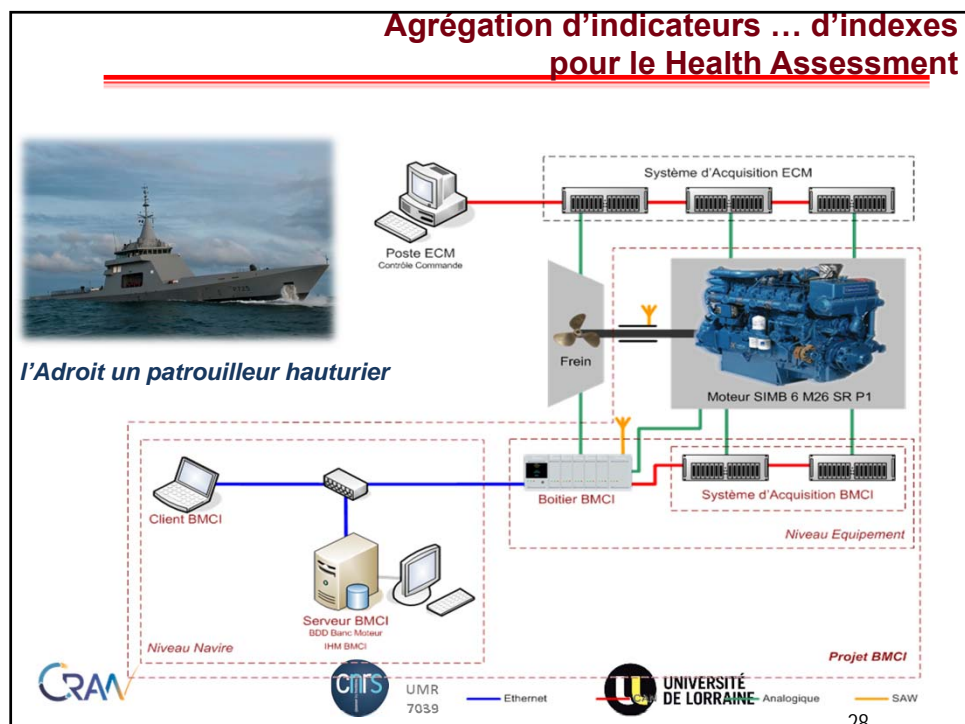 Agrégation d'indicateurs … d'indexes
pour le Health Assessment
Système d'Acquisition ECM
Poste ECM
Contrôle Commande
Frein
Moteur SIMB 6 M26 SR P1
l'Adroit un patrouilleur hauturier
Client BMCI
Boitier BMCI
Système d'Acquisition BMCI
Niveau Equipement
Serveur BMCI
BDD Banc Moteur
IHM BMCI
Niveau Navire
Projet BMCI
CRAN
cnrs
UMR
7039
Ethernet
CAN
UNIVERSITÉ
DE LORRAINE
Analogique
SAW
28